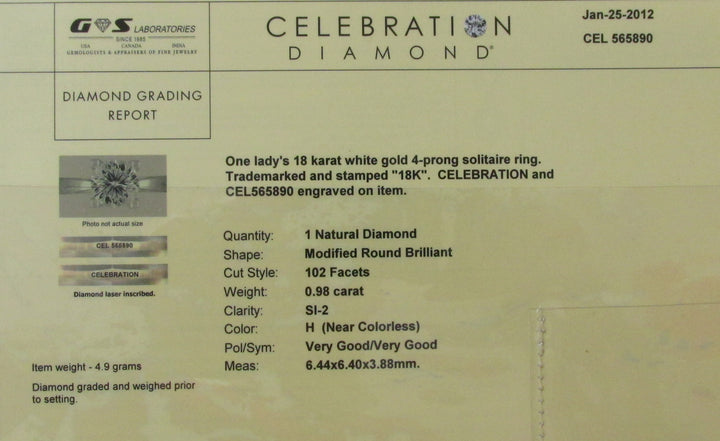 G S LABORATORIES
SINCE 1985
USA CANADA INDIA
GEMOLOGISTS & APPRAISERS OF FINE JEWELRY
CELEBRATION
DIAMOND®
Jan-25-2012
CEL 565890
DIAMOND GRADING
REPORT
One lady's 18 karat white gold 4-prong solitaire ring.
Trademarked and stamped "18K". CELEBRATION and
CEL565890 engraved on item.
Photo not actual size
CEL 565890
CELEBRATION
Diamond laser inscribed.
Quantity: 1 Natural Diamond
Shape: Modified Round Brilliant
Cut Style: 102 Facets
Weight: 0.98 carat
Clarity: SI-2
Color: H (Near Colorless)
Pol/Sym: Very Good/Very Good
Meas: 6.44x6.40x3.88mm.
Item weight - 4.9 grams
Diamond graded and weighed prior
to setting.